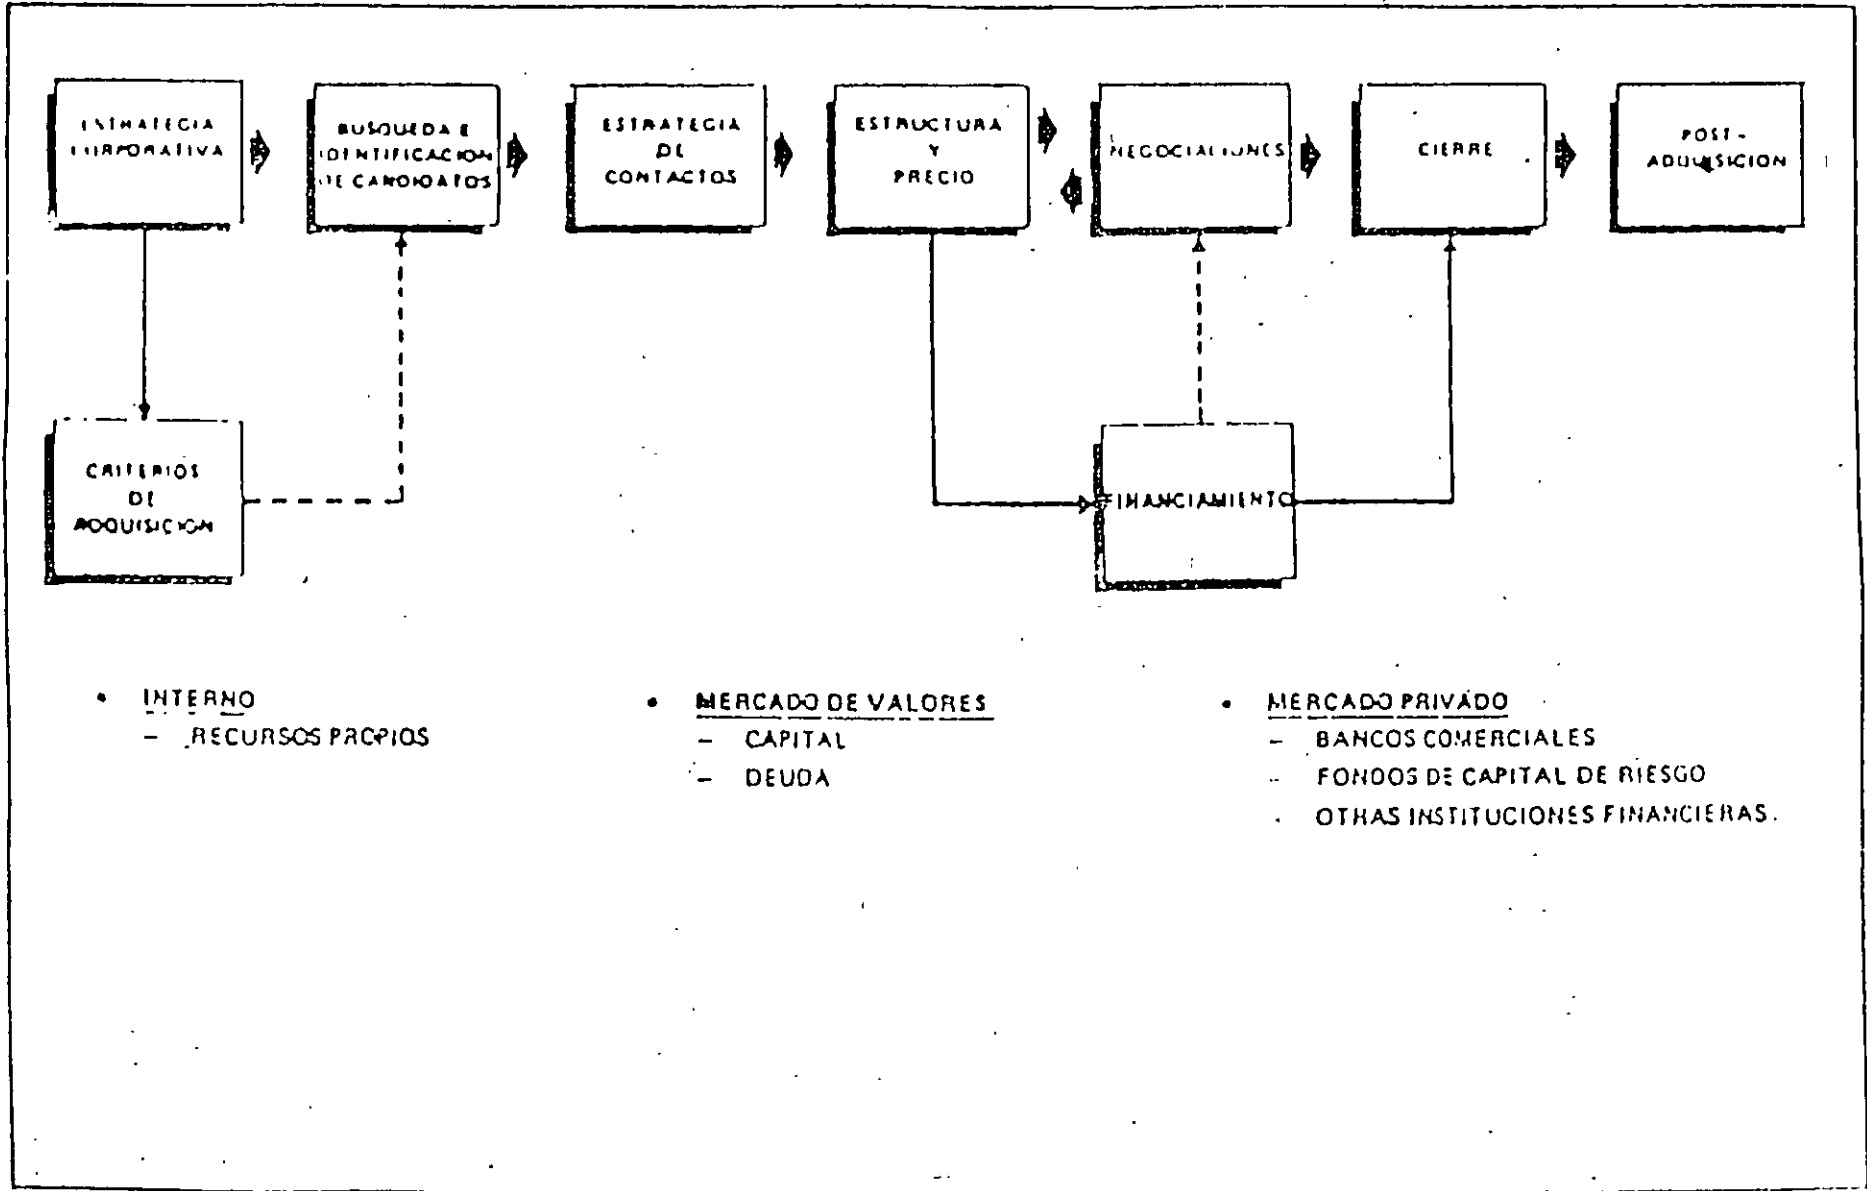 ESTRATEGIA
CORPORATIVA
BUSQUEDA E
IDENTIFICACION
DE CANDIDATOS
ESTRATEGIA
DE
CONTACTOS
ESTRUCTURA
Y
PRECIO
NEGOCIACIONES
CIERRE
POST-
ADQUISICION
CRITERIOS
DE
ADQUISICION
FINANCIAMIENTO
• INTERNO
– RECURSOS PROPIOS
• MERCADO DE VALORES
– CAPITAL
– DEUDA
• MERCADO PRIVADO
– BANCOS COMERCIALES
– FONDOS DE CAPITAL DE RIESGO
- OTRAS INSTITUCIONES FINANCIERAS.